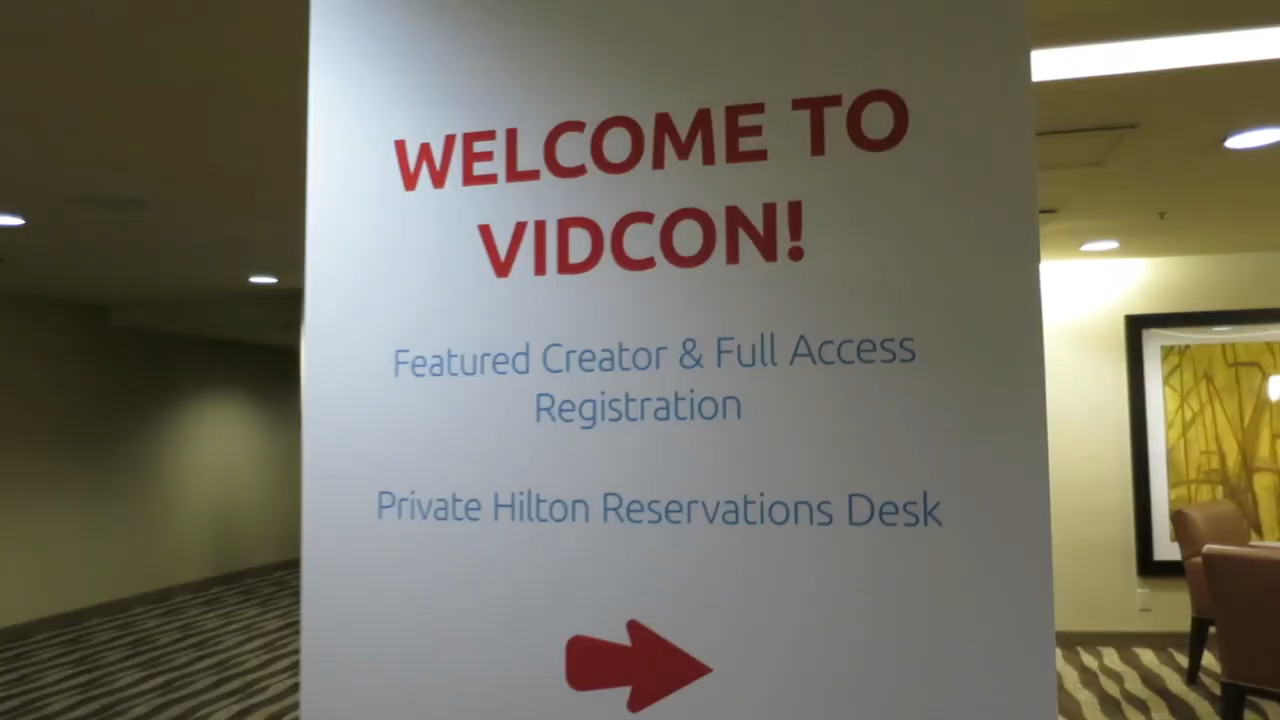 WELCOME TO
VIDCON!
Featured Creator & Full Access
Registration
Private Hilton Reservations Desk